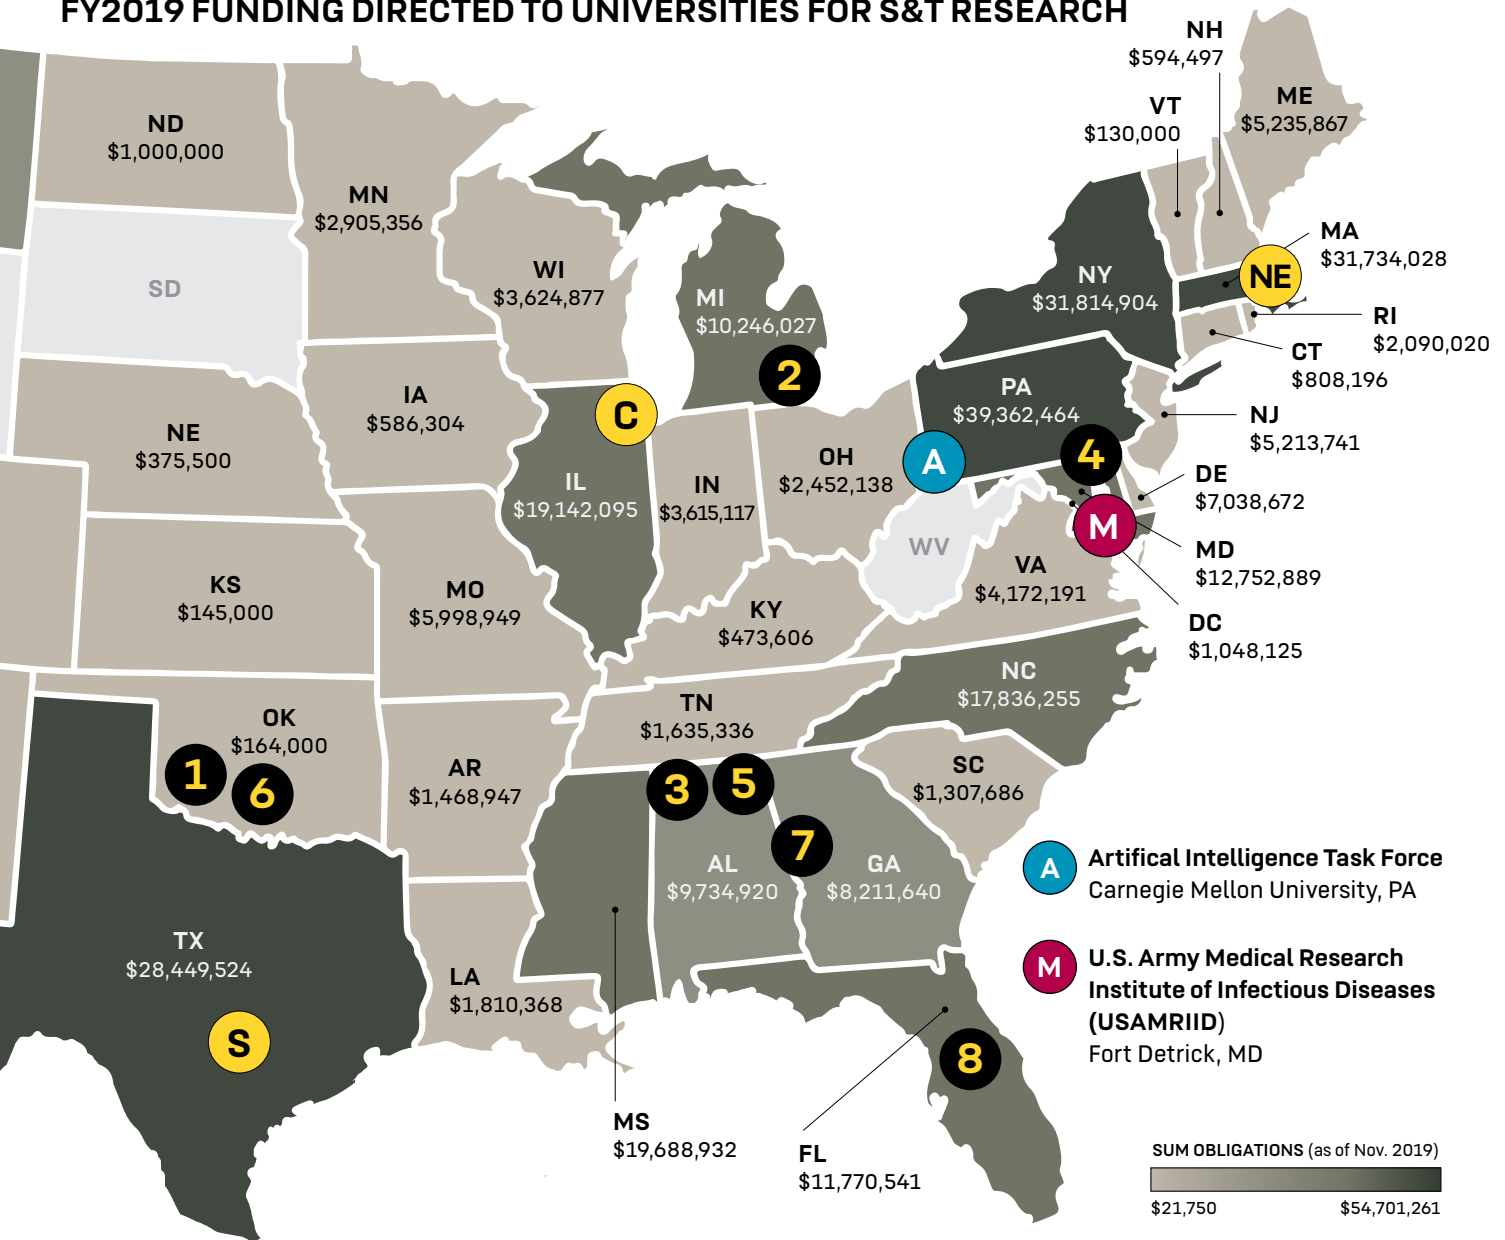 FY2019 FUNDING DIRECTED TO UNIVERSITIES FOR S&T RESEARCH
NH
$594,497
VT
$130,000
ME
$5,235,867
ND
$1,000,000
MN
$2,905,356
SD
WI
$3,624,877
MI
$10,246,027
NY
$31,814,904
MA
$31,734,028
NE
RI
$2,090,020
CT
$808,196
NJ
$5,213,741
IA
$586,304
NE
$375,500
2
C
PA
$39,362,464
A
4
IL
$19,142,095
IN
$3,615,117
OH
$2,452,138
DE
$7,038,672
M
MD
$12,752,889
WV
VA
$4,172,191
DC
$1,048,125
KS
$145,000
MO
$5,998,949
KY
$473,606
NC
$17,836,255
TN
$1,635,336
OK
$164,000
1
6
AR
$1,468,947
3
5
7
SC
$1,307,686
AL
$9,734,920
GA
$8,211,640
TX
$28,449,524
S
LA
$1,810,368
8
MS
$19,688,932
FL
$11,770,541
A
Artifical Intelligence Task Force
Carnegie Mellon University, PA
M
U.S. Army Medical Research
Institute of Infectious Diseases
(USAMRIID)
Fort Detrick, MD
SUM OBLIGATIONS (as of Nov. 2019)
$21,750
$54,701,261